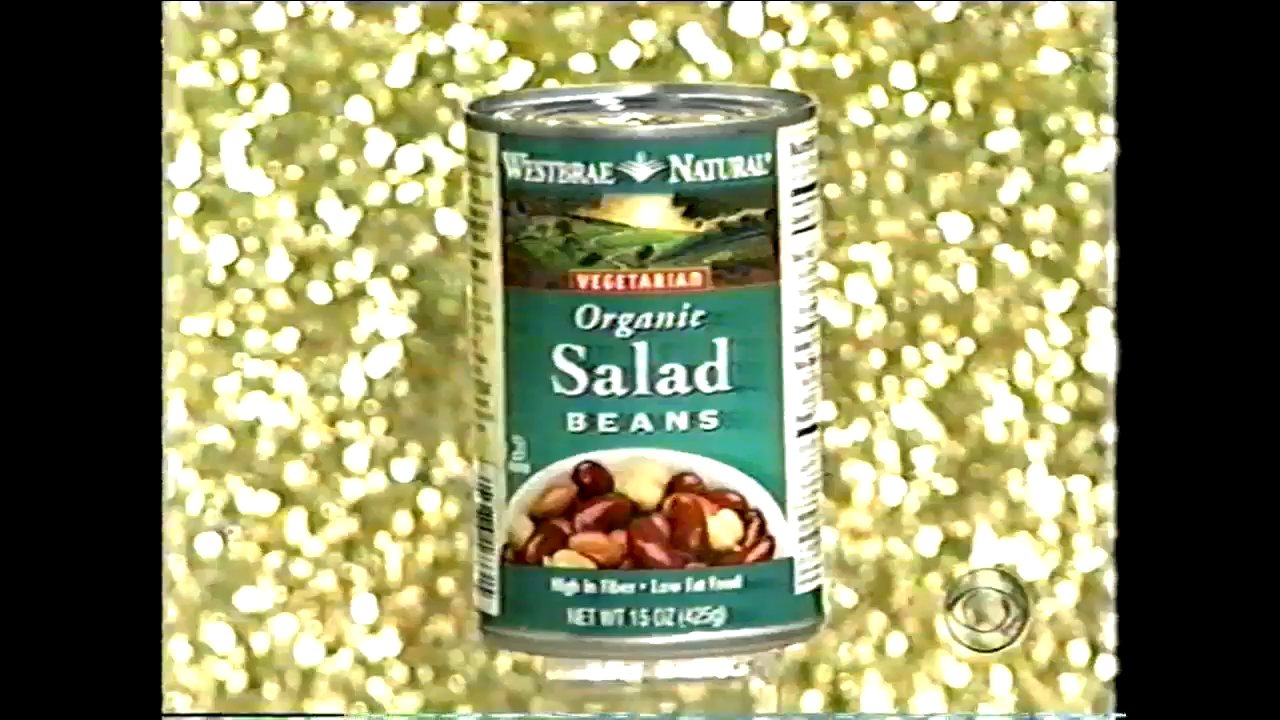 WESTBRAE NATURAL
VEGETARIAN
Organic
Salad
BEANS
High In Fiber • Low Fat Food
NET WT 15 OZ (425g)